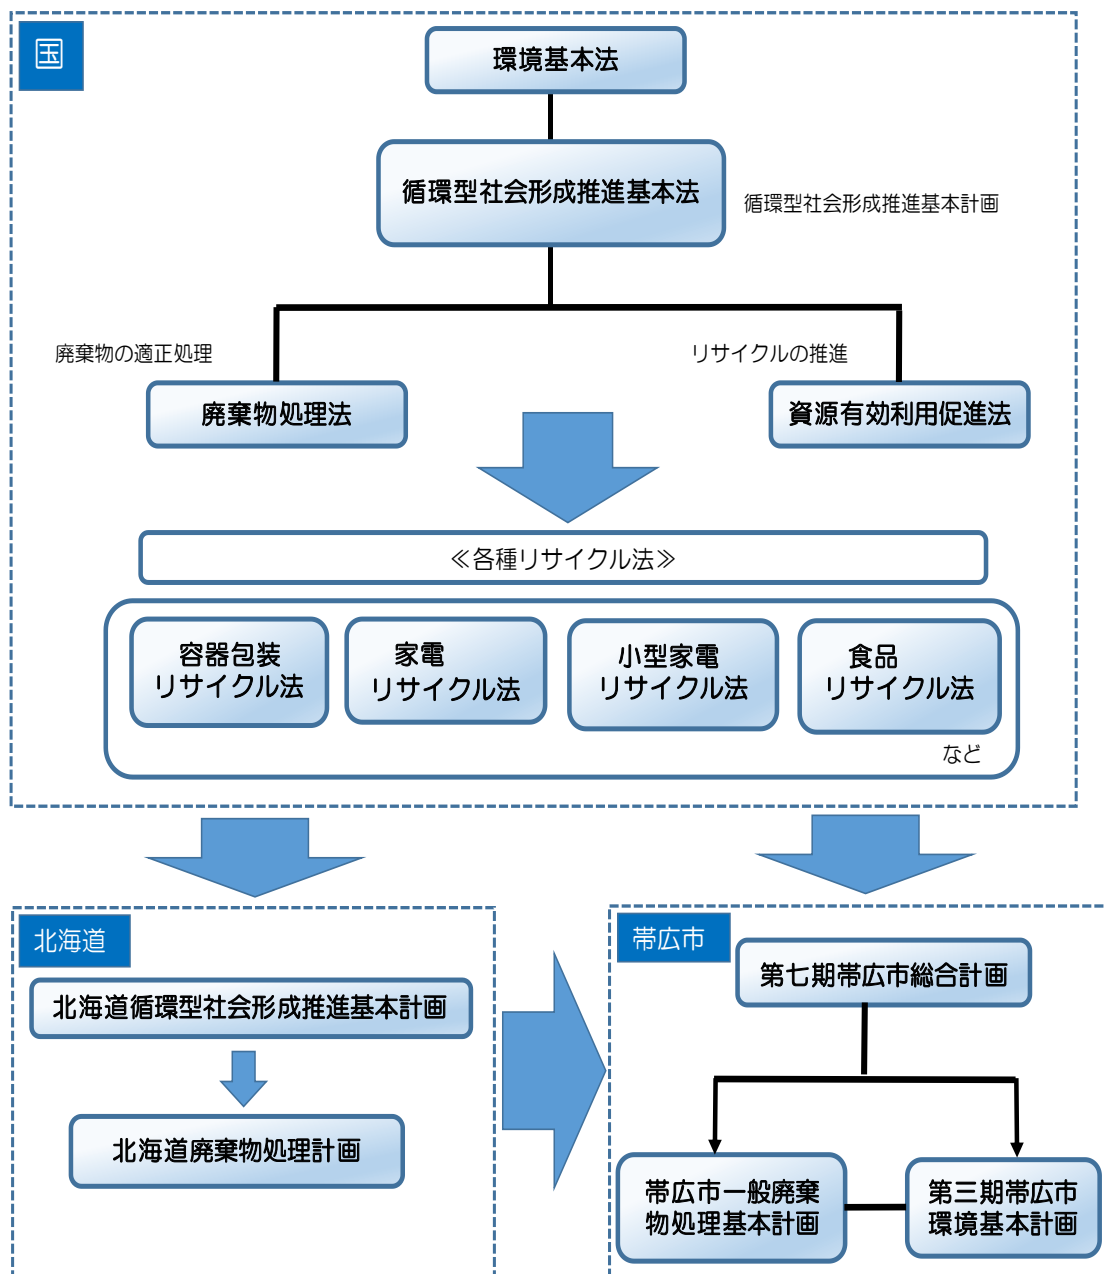 国
環境基本法
循環型社会形成推進基本法
循環型社会形成推進基本計画
廃棄物の適正処理
リサイクルの推進
廃棄物処理法
資源有効利用促進法
≪各種リサイクル法≫
容器包装
リサイクル法
家電
リサイクル法
小型家電
リサイクル法
食品
リサイクル法
など
北海道
北海道循環型社会形成推進基本計画
北海道廃棄物処理計画
帯広市
第七期帯広市総合計画
帯広市一般廃棄
物処理基本計画
第三期帯広市
環境基本計画